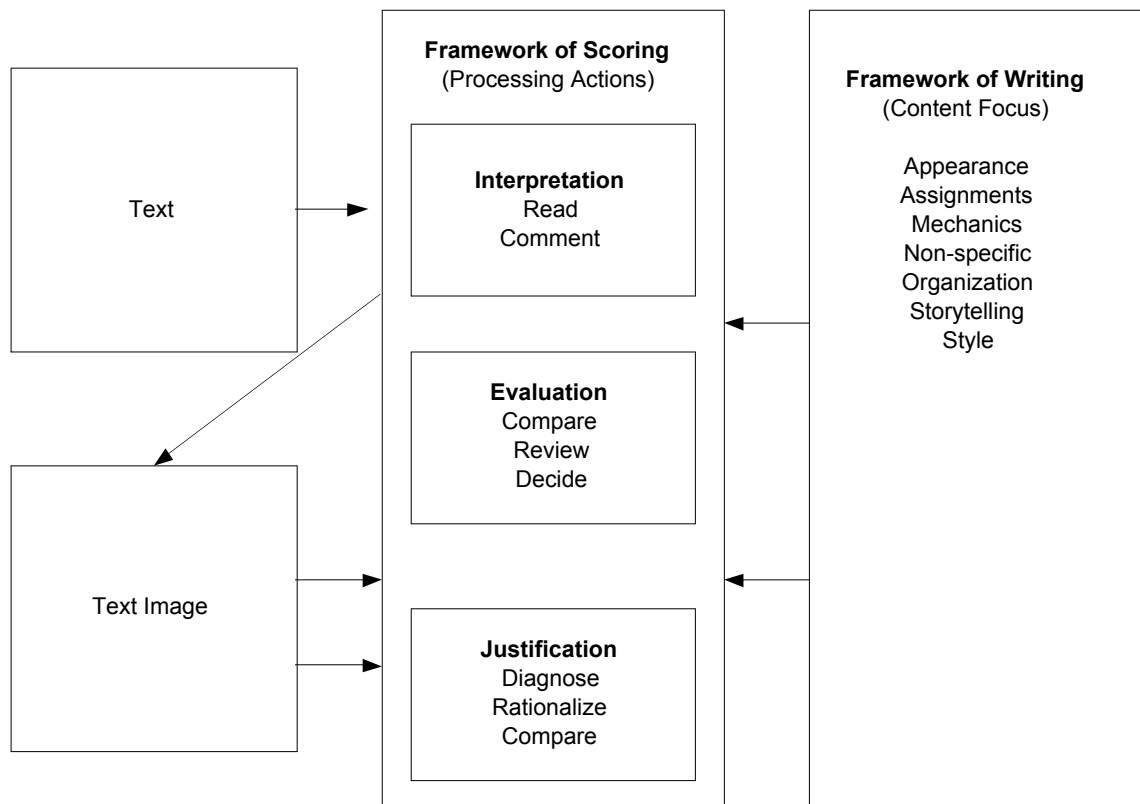 Text
Text Image
Framework of Scoring
(Processing Actions)
Interpretation
Read
Comment
Evaluation
Compare
Review
Decide
Justification
Diagnose
Rationalize
Compare
Framework of Writing
(Content Focus)
Appearance
Assignments
Mechanics
Non-specific
Organization
Storytelling
Style